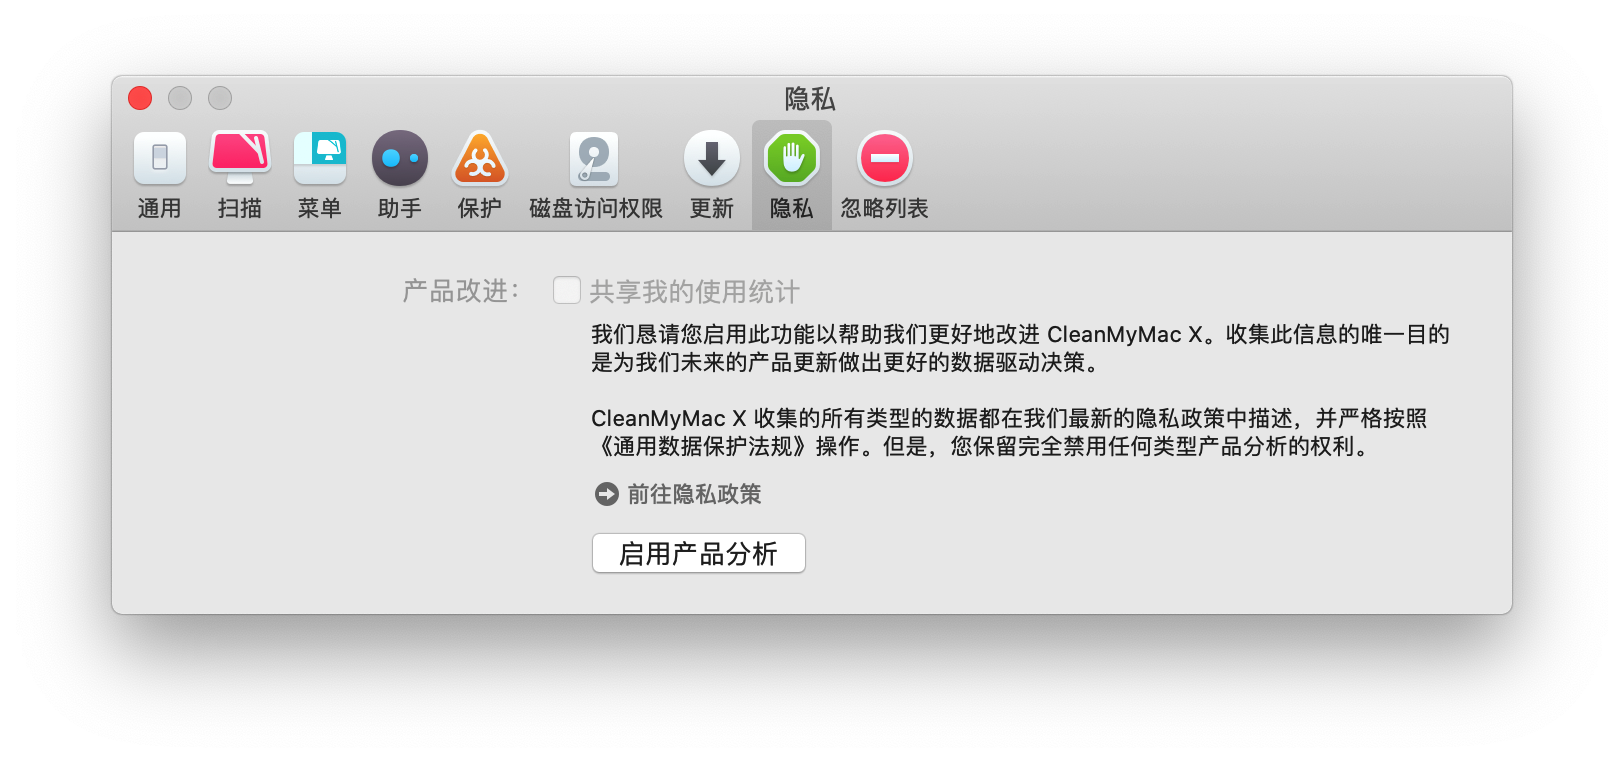 隐私
通用 扫描 菜单 助手 保护 磁盘访问权限 更新 隐私 忽略列表
产品改进： 共享我的使用统计
我们恳请您启用此功能以帮助我们更好地改进 CleanMyMac X。收集此信息的唯一目的
是为我们未来的产品更新做出更好的数据驱动决策。
CleanMyMac X 收集的所有类型的数据都在我们最新的隐私政策中描述，并严格按照
《通用数据保护法规》操作。但是，您保留完全禁用任何类型产品分析的权利。
前往隐私政策
启用产品分析